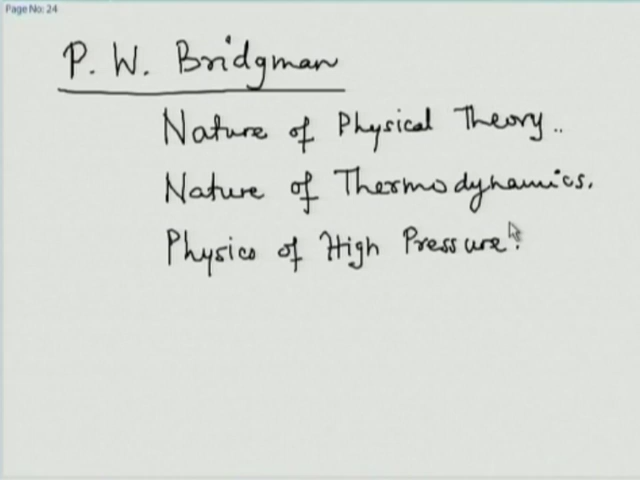 Page No: 24
P. W. Bridgman
Nature of Physical Theory..
Nature of Thermodynamics.
Physics of High Pressure.